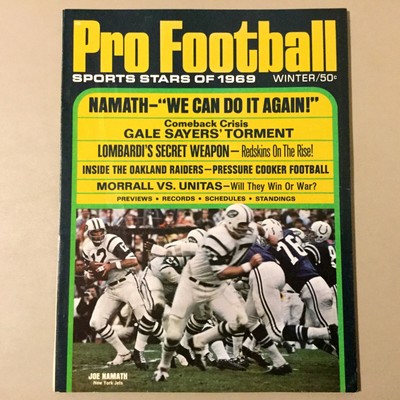 Pro Football
SPORTS STARS OF 1969 WINTER/50¢
NAMATH—"WE CAN DO IT AGAIN!"
Comeback Crisis
GALE SAYERS' TORMENT
LOMBARDI'S SECRET WEAPON—Redskins On The Rise!
INSIDE THE OAKLAND RAIDERS—PRESSURE COOKER FOOTBALL
MORRALL VS. UNITAS—Will They Win Or War?
PREVIEWS • RECORDS • SCHEDULES • STANDINGS
12
78
JOE NAMATH
New York Jets